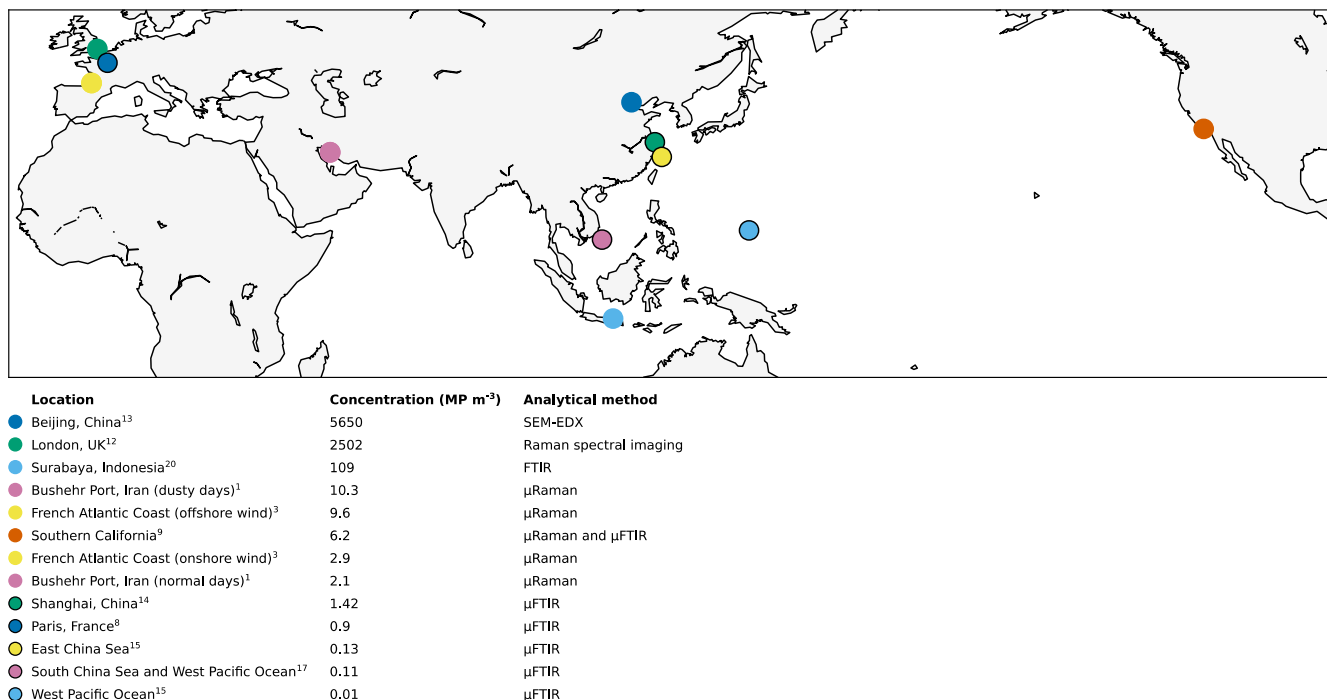 Location Concentration (MP m⁻³) Analytical method
Beijing, China¹³ 5650 SEM-EDX
London, UK¹² 2502 Raman spectral imaging
Surabaya, Indonesia²⁰ 109 FTIR
Bushehr Port, Iran (dusty days)¹ 10.3 μRaman
French Atlantic Coast (offshore wind)³ 9.6 μRaman
Southern California⁹ 6.2 μRaman and μFTIR
French Atlantic Coast (onshore wind)³ 2.9 μRaman
Bushehr Port, Iran (normal days)¹ 2.1 μRaman
Shanghai, China¹⁴ 1.42 μFTIR
Paris, France⁸ 0.9 μFTIR
East China Sea¹⁵ 0.13 μFTIR
South China Sea and West Pacific Ocean¹⁷ 0.11 μFTIR
West Pacific Ocean¹⁵ 0.01 μFTIR